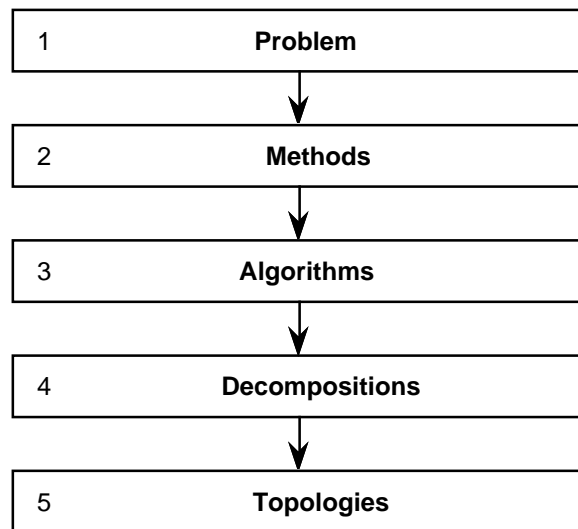 1 Problem
2 Methods
3 Algorithms
4 Decompositions
5 Topologies